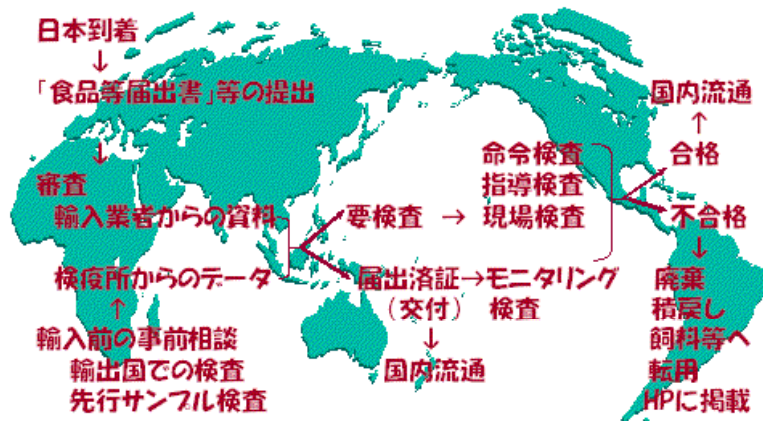 日本到着
↓
「食品等届出書」等の提出
↓
審査
輸入業者からの資料
検疫所からのデータ
↑
輸入前の事前相談
輸出国での検査
先行サンプル検査
要検査 →
命令検査
指導検査
現場検査
届出済証→モニタリング
(交付) 検査
↓
国内流通
国内流通
↑
合格
不合格
↓
廃棄
積戻し
飼料等へ
転用
HPに掲載